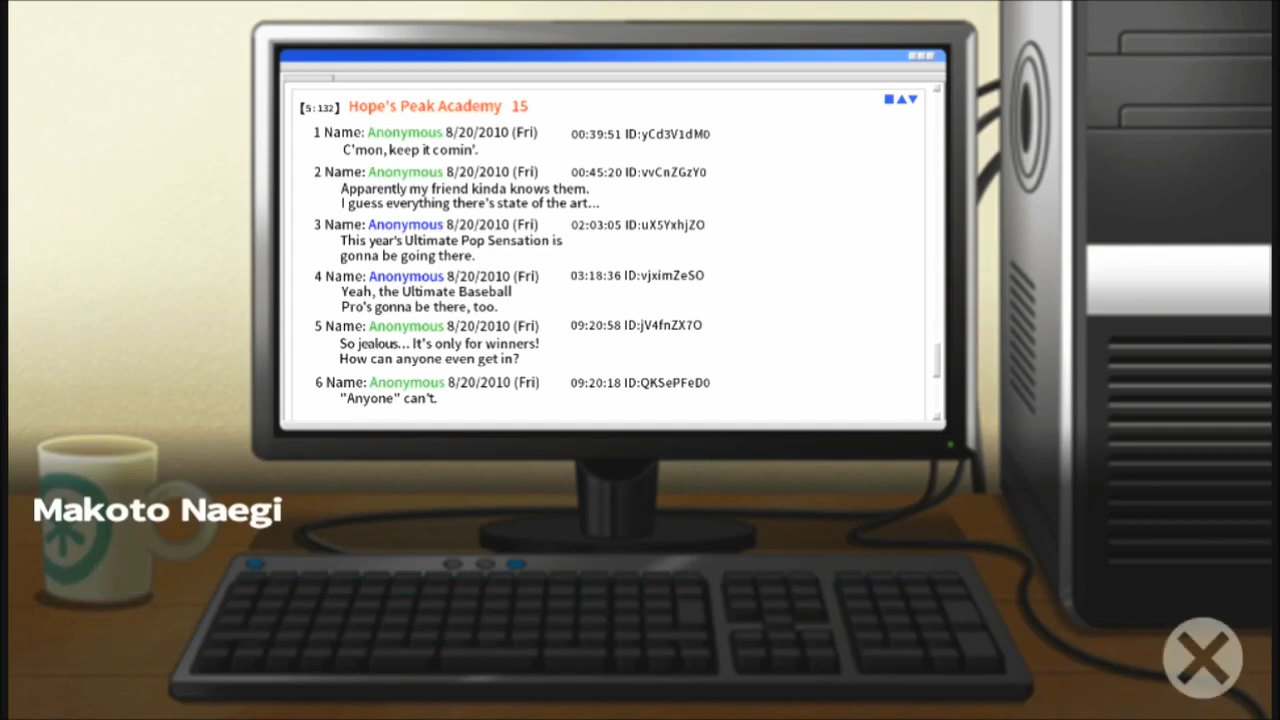 【5:132】 Hope's Peak Academy 15
1 Name: Anonymous 8/20/2010 (Fri) 00:39:51 ID:yCd3V1dM0
C'mon, keep it comin'.
2 Name: Anonymous 8/20/2010 (Fri) 00:45:20 ID:vvCnZGzY0
Apparently my friend kinda knows them.
I guess everything there's state of the art...
3 Name: Anonymous 8/20/2010 (Fri) 02:03:05 ID:uX5YxhjZO
This year's Ultimate Pop Sensation is
gonna be going there.
4 Name: Anonymous 8/20/2010 (Fri) 03:18:36 ID:vjximZeSO
Yeah, the Ultimate Baseball
Pro's gonna be there, too.
5 Name: Anonymous 8/20/2010 (Fri) 09:20:58 ID:jV4fnZX7O
So jealous... It's only for winners!
How can anyone even get in?
6 Name: Anonymous 8/20/2010 (Fri) 09:20:18 ID:QKSePFeD0
"Anyone" can't.
Makoto Naegi